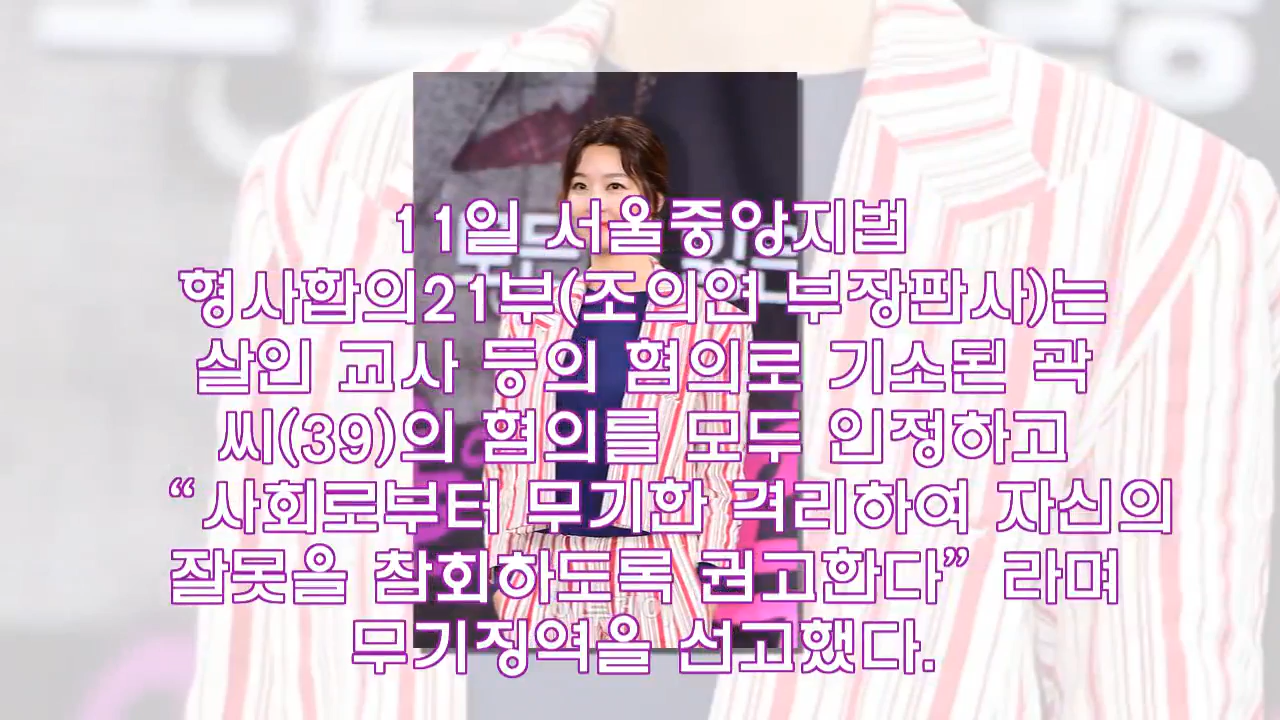 11일 서울중앙지법
형사합의21부(조의연 부장판사)는
살인 교사 등의 혐의로 기소된 곽
씨(39)의 혐의를 모두 인정하고
“사회로부터 무기한 격리하여 자신의
잘못을 참회하도록 권고한다” 라며
무기징역을 선고했다.